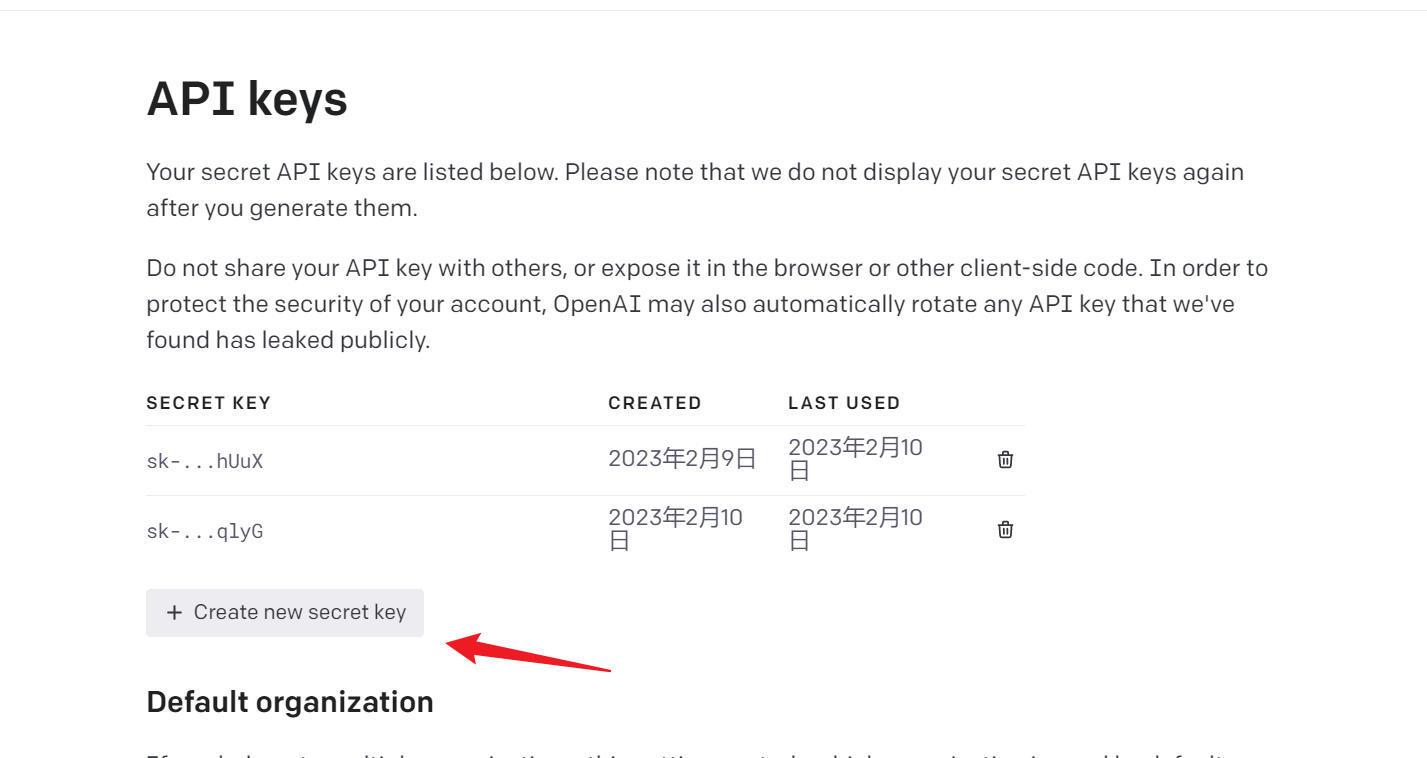 API keys
Your secret API keys are listed below. Please note that we do not display your secret API keys again
after you generate them.
Do not share your API key with others, or expose it in the browser or other client-side code. In order to
protect the security of your account, OpenAI may also automatically rotate any API key that we've
found has leaked publicly.
SECRET KEY CREATED LAST USED
sk-...hUuX 2023年2月9日 2023年2月10
日
sk-...qlyG 2023年2月10 2023年2月10
日 日
+ Create new secret key
Default organization